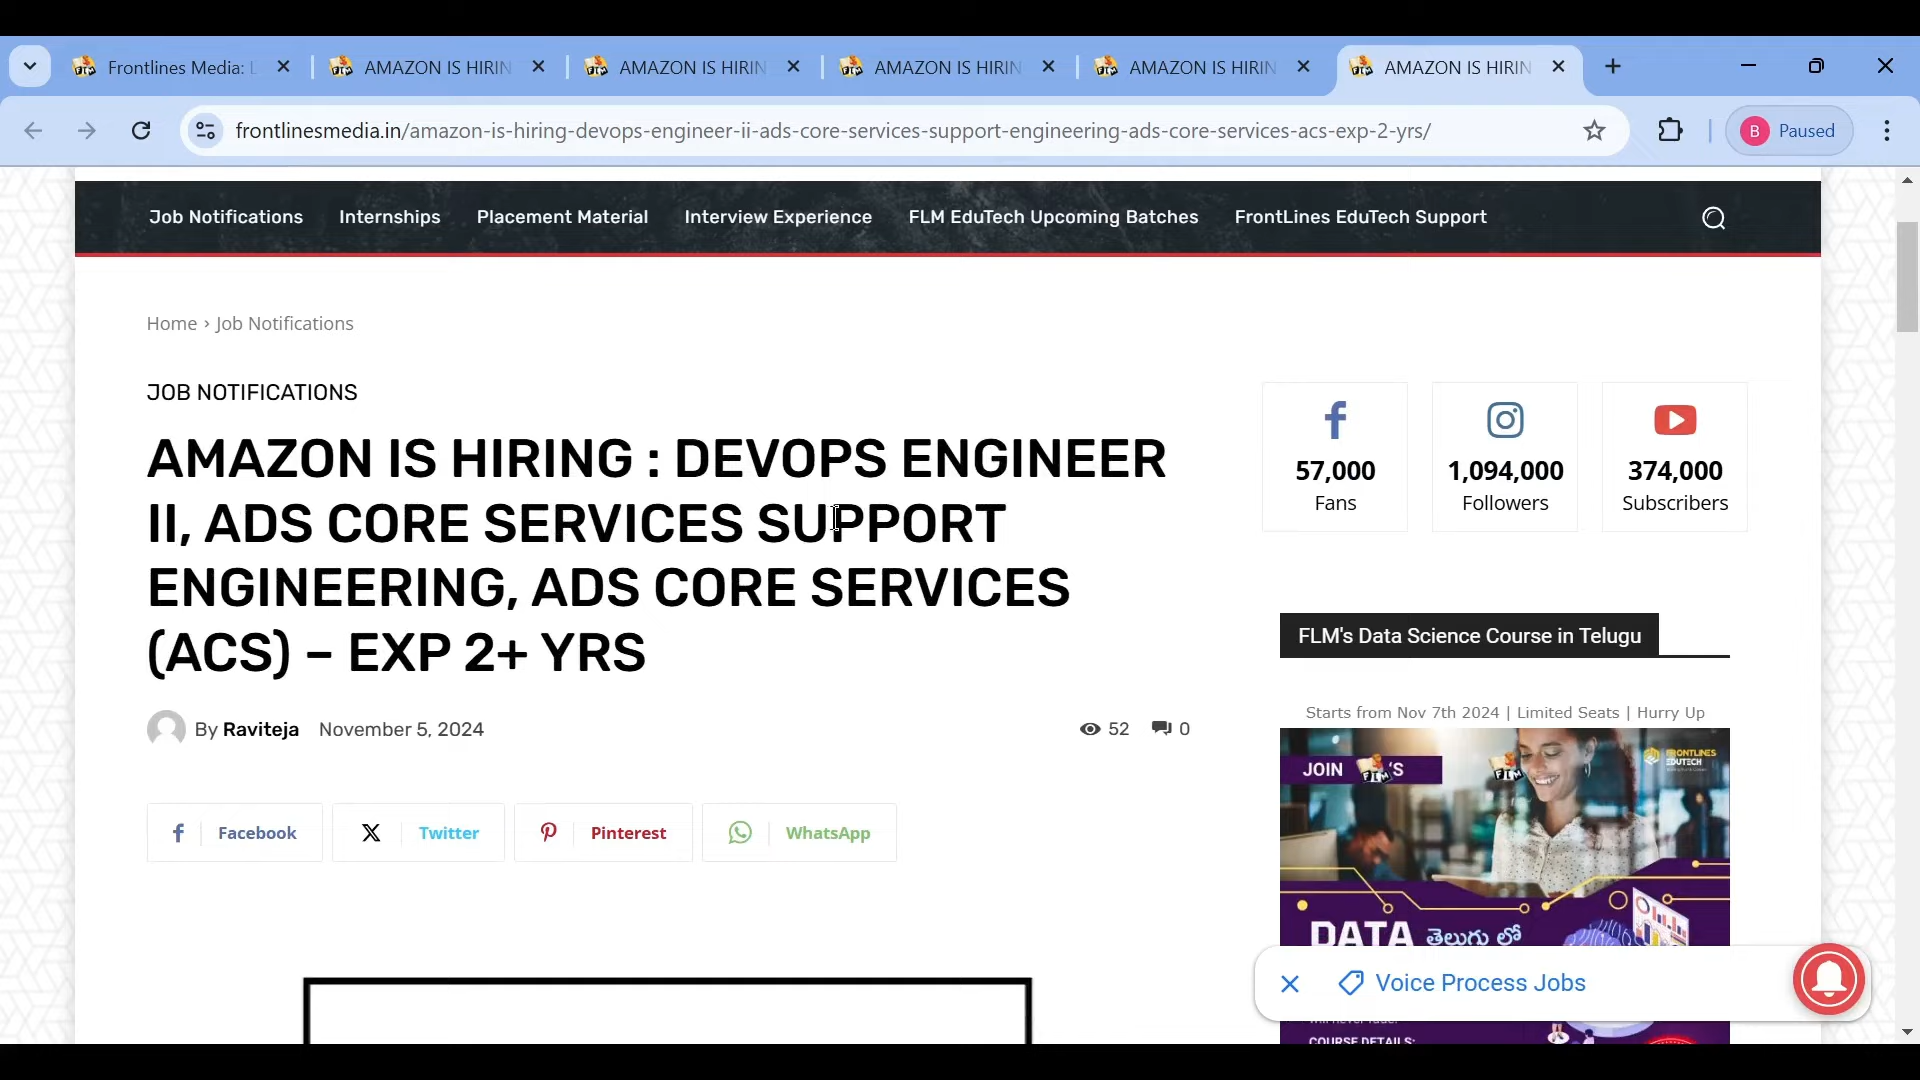 Frontlines Media: L
AMAZON IS HIRIN
AMAZON IS HIRIN
AMAZON IS HIRIN
AMAZON IS HIRIN
AMAZON IS HIRIN
frontlinesmedia.in/amazon-is-hiring-devops-engineer-ii-ads-core-services-support-engineering-ads-core-services-acs-exp-2-yrs/
B Paused
Job Notifications Internships Placement Material Interview Experience FLM EduTech Upcoming Batches FrontLines EduTech Support
Home › Job Notifications
JOB NOTIFICATIONS
AMAZON IS HIRING : DEVOPS ENGINEER
II, ADS CORE SERVICES SUPPORT
ENGINEERING, ADS CORE SERVICES
(ACS) – EXP 2+ YRS
By Raviteja November 5, 2024
52 0
Facebook Twitter Pinterest WhatsApp
57,000
Fans
1,094,000
Followers
374,000
Subscribers
FLM's Data Science Course in Telugu
Starts from Nov 7th 2024 | Limited Seats | Hurry Up
FRONTLINES
EDUTECH
JOIN FLM'S
DATA తెలుగు లో
Voice Process Jobs
COURSE DETAILS: